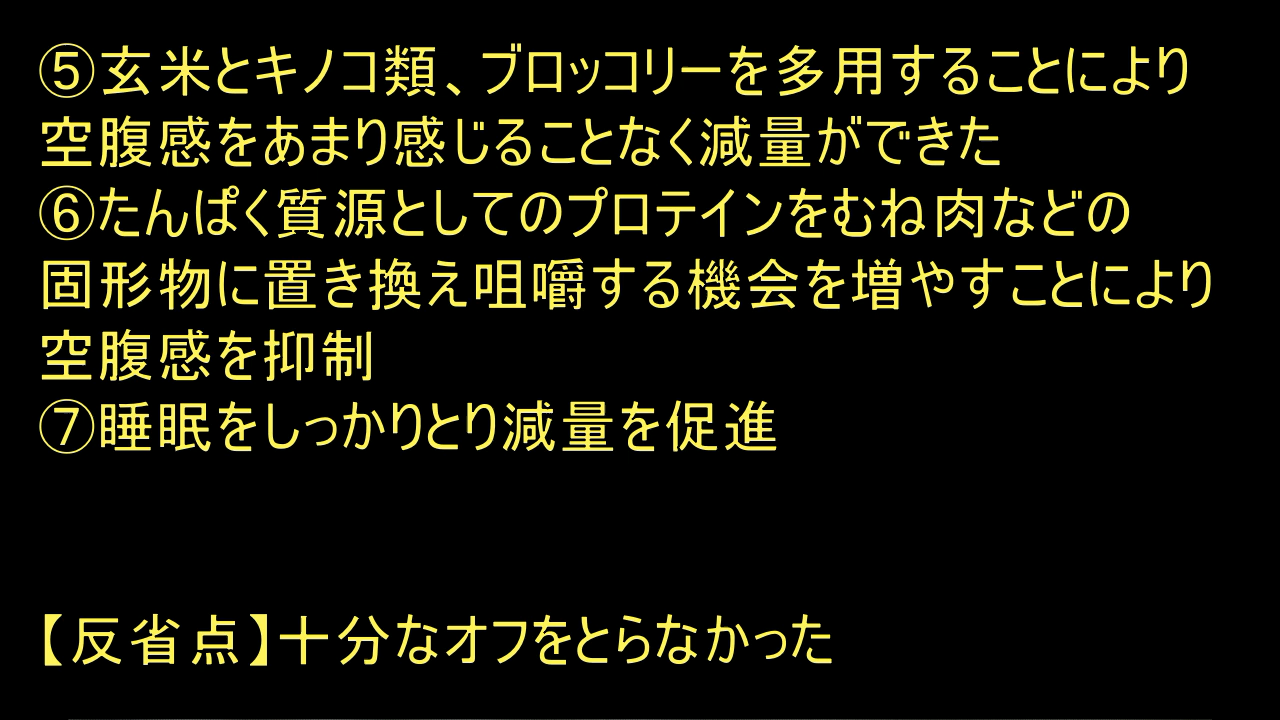 ⑤玄米とキノコ類、ブロッコリーを多用することにより
空腹感をあまり感じることなく減量ができた
⑥たんぱく質源としてのプロテインをむね肉などの
固形物に置き換え咀嚼する機会を増やすことにより
空腹感を抑制
⑦睡眠をしっかりとり減量を促進
【反省点】十分なオフをとらなかった